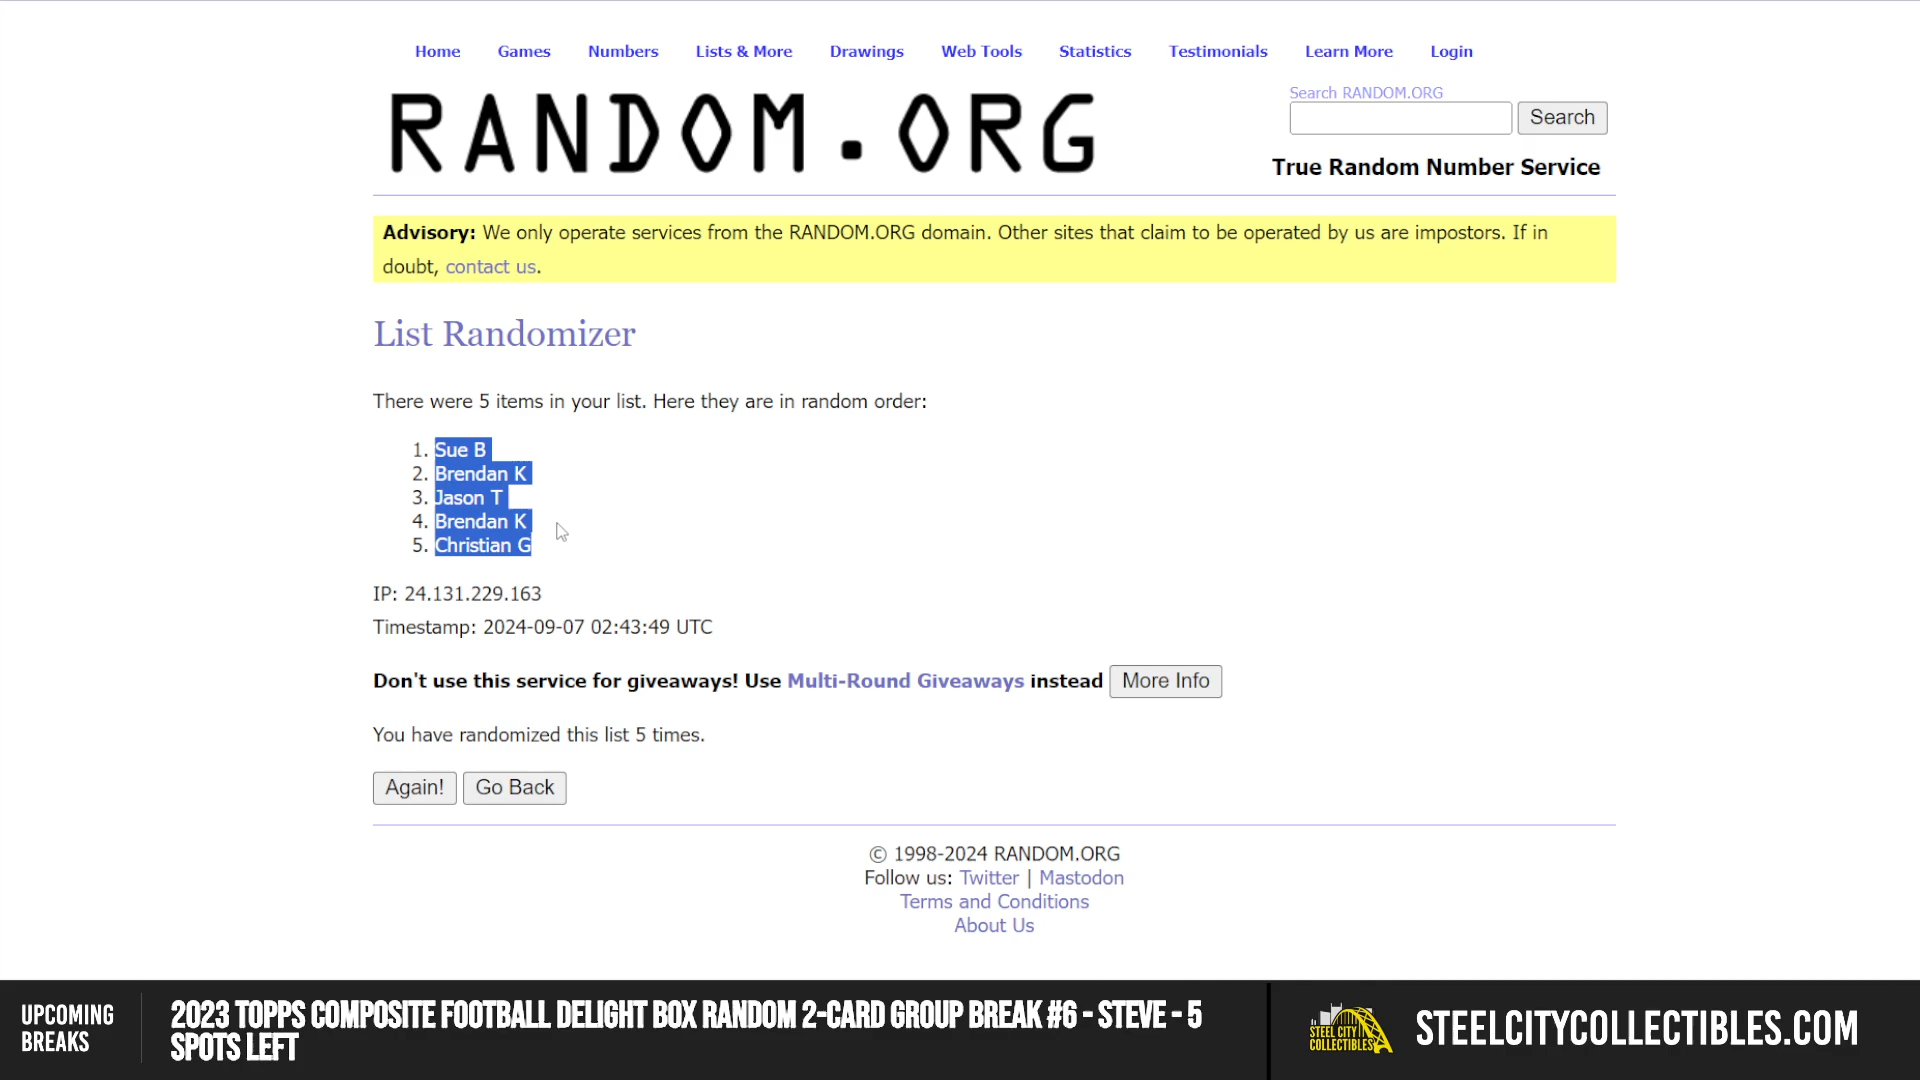 Home Games Numbers Lists & More Drawings Web Tools Statistics Testimonials Learn More Login
RANDOM.ORG
Search RANDOM.ORG
Search
True Random Number Service
Advisory: We only operate services from the RANDOM.ORG domain. Other sites that claim to be operated by us are impostors. If in
doubt, contact us.
List Randomizer
There were 5 items in your list. Here they are in random order:
1. Sue B
2. Brendan K
3. Jason T
4. Brendan K
5. Christian G
IP: 24.131.229.163
Timestamp: 2024-09-07 02:43:49 UTC
Don't use this service for giveaways! Use Multi-Round Giveaways instead More Info
You have randomized this list 5 times.
Again! Go Back
© 1998-2024 RANDOM.ORG
Follow us: Twitter | Mastodon
Terms and Conditions
About Us
UPCOMING
BREAKS
2023 TOPPS COMPOSITE FOOTBALL DELIGHT BOX RANDOM 2-CARD GROUP BREAK #6 - STEVE - 5
SPOTS LEFT
STEEL CITY
COLLECTIBLES
STEELCITYCOLLECTIBLES.COM